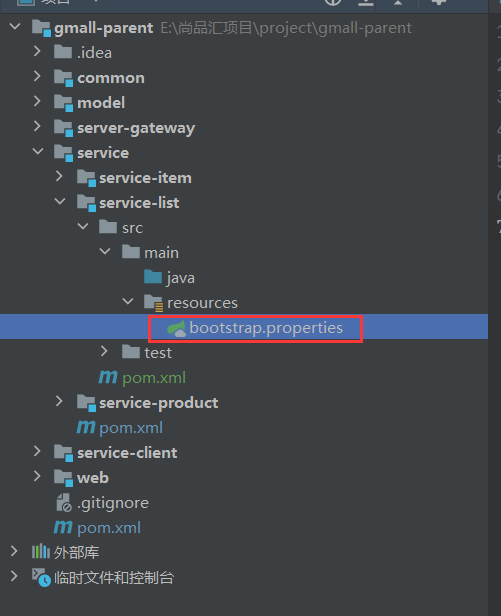 gmall-parent E:\尚品汇项目\project\gmall-parent
.idea
common
model
server-gateway
service
service-item
service-list
src
main
java
resources
bootstrap.properties
test
pom.xml
service-product
pom.xml
service-client
web
.gitignore
pom.xml
外部库
临时文件和控制台